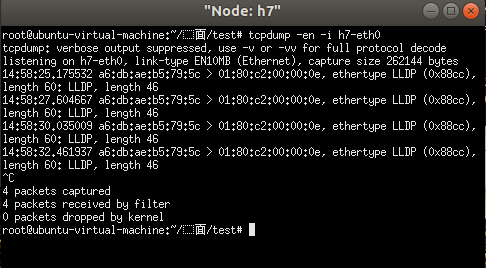 "Node: h7"
root@ubuntu-virtual-machine:~/桌面/test# tcpdump -en -i h7-eth0
tcpdump: verbose output suppressed, use -v or -vv for full protocol decode
listening on h7-eth0, link-type EN10MB (Ethernet), capture size 262144 bytes
14:58:25.175532 a6:db:ae:b5:79:5c > 01:80:c2:00:00:0e, ethertype LLDP (0x88cc),
length 60: LLDP, length 46
14:58:27.604667 a6:db:ae:b5:79:5c > 01:80:c2:00:00:0e, ethertype LLDP (0x88cc),
length 60: LLDP, length 46
14:58:30.035009 a6:db:ae:b5:79:5c > 01:80:c2:00:00:0e, ethertype LLDP (0x88cc),
length 60: LLDP, length 46
14:58:32.461937 a6:db:ae:b5:79:5c > 01:80:c2:00:00:0e, ethertype LLDP (0x88cc),
length 60: LLDP, length 46
^C
4 packets captured
4 packets received by filter
0 packets dropped by kernel
root@ubuntu-virtual-machine:~/面/test#